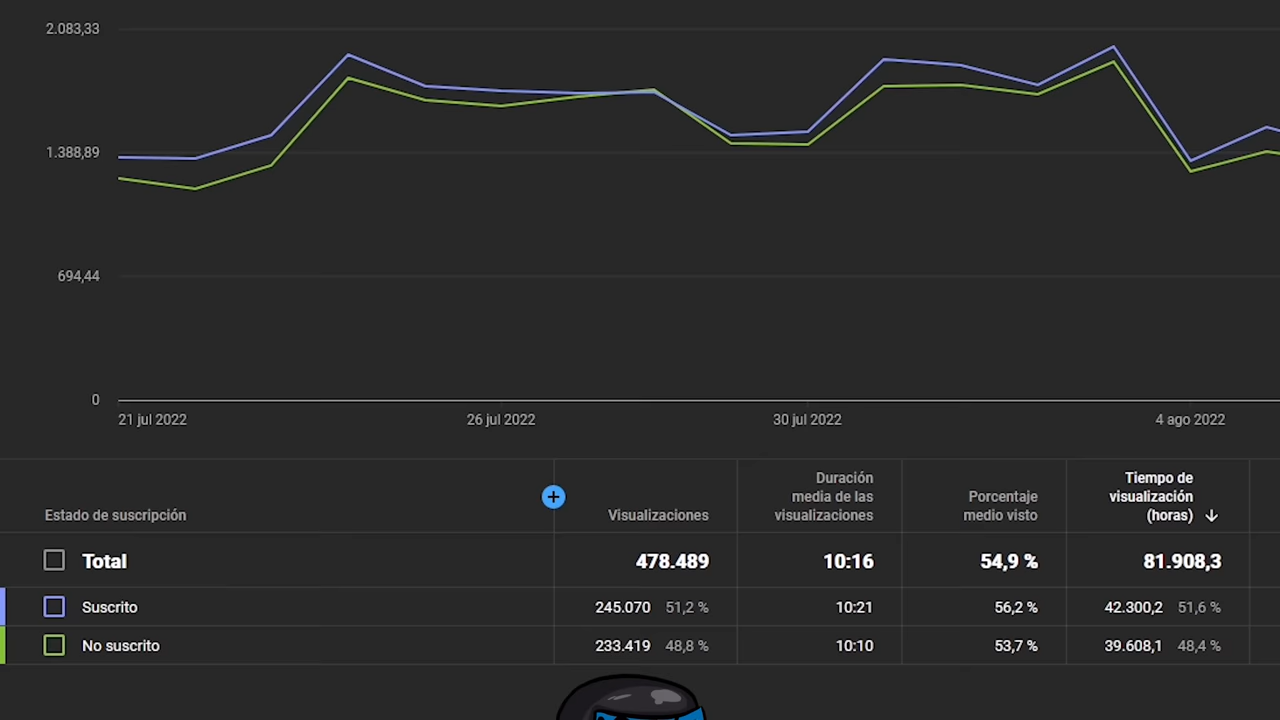 2.083,33
1.388,89
694,44
0
21 jul 2022
26 jul 2022
30 jul 2022
4 ago 2022
Estado de suscripción
Visualizaciones
Duración
media de las
visualizaciones
Porcentaje
medio visto
Tiempo de
visualización
(horas)
Total 478.489 10:16 54,9 % 81.908,3
Suscrito 245.070 51,2 % 10:21 56,2 % 42.300,2 51,6 %
No suscrito 233.419 48,8 % 10:10 53,7 % 39.608,1 48,4 %